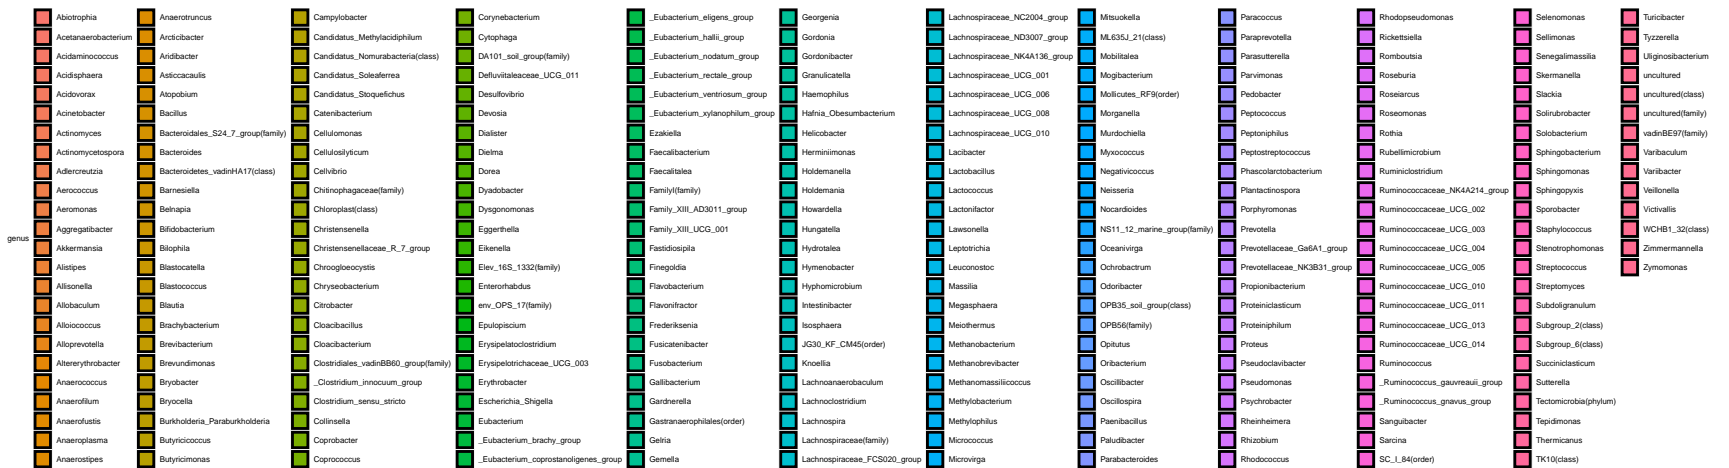 genus
Abiotrophia
Acetanaerobacterium
Acidaminococcus
Acidisphaera
Acidovorax
Acinetobacter
Actinomyces
Actinomycetospora
Adlercreutzia
Aerococcus
Aeromonas
Aggregatibacter
Akkermansia
Alistipes
Allisonella
Allobaculum
Alloiococcus
Alloprevotella
Altererythrobacter
Anaerococcus
Anaerofilum
Anaerofustis
Anaeroplasma
Anaerostipes
Anaerotruncus
Arcticibacter
Aridibacter
Asticcacaulis
Atopobium
Bacillus
Bacteroidales_S24_7_group(family)
Bacteroides
Bacteroidetes_vadinHA17(class)
Barnesiella
Belnapia
Bifidobacterium
Bilophila
Blastocatella
Blastococcus
Blautia
Brachybacterium
Brevibacterium
Brevundimonas
Bryobacter
Bryocella
Burkholderia_Paraburkholderia
Butyricicoccus
Butyricimonas
Campylobacter
Candidatus_Methylacidiphilum
Candidatus_Nomurabacteria(class)
Candidatus_Soleaferrea
Candidatus_Stoquefichus
Catenibacterium
Cellulomonas
Cellulosilyticum
Cellvibrio
Chitinophagaceae(family)
Chloroplast(class)
Christensenella
Christensenellaceae_R_7_group
Chroogloeocystis
Chryseobacterium
Citrobacter
Cloacibacillus
Cloacibacterium
Clostridiales_vadinBB60_group(family)
_Clostridium_innocuum_group
Clostridium_sensu_stricto
Collinsella
Coprobacter
Coprococcus
Corynebacterium
Cytophaga
DA101_soil_group(family)
Defluviitaleaceae_UCG_011
Desulfovibrio
Devosia
Dialister
Dielma
Dorea
Dyadobacter
Dysgonomonas
Eggerthella
Eikenella
Elev_16S_1332(family)
Enterorhabdus
env_OPS_17(family)
Epulopiscium
Erysipelatoclostridium
Erysipelotrichaceae_UCG_003
Erythrobacter
Escherichia_Shigella
Eubacterium
_Eubacterium_brachy_group
_Eubacterium_coprostanoligenes_group
_Eubacterium_eligens_group
_Eubacterium_hallii_group
_Eubacterium_nodatum_group
_Eubacterium_rectale_group
_Eubacterium_ventriosum_group
_Eubacterium_xylanophilum_group
Ezakiella
Faecalibacterium
Faecalitalea
FamilyI(family)
Family_XIII_AD3011_group
Family_XIII_UCG_001
Fastidiosipila
Finegoldia
Flavobacterium
Flavonifractor
Frederiksenia
Fusicatenibacter
Fusobacterium
Gallibacterium
Gardnerella
Gastranaerophilales(order)
Gelria
Gemella
Georgenia
Gordonia
Gordonibacter
Granulicatella
Haemophilus
Hafnia_Obesumbacterium
Helicobacter
Herminiimonas
Holdemanella
Holdemania
Howardella
Hungatella
Hydrotalea
Hymenobacter
Hyphomicrobium
Intestinibacter
Isosphaera
JG30_KF_CM45(order)
Knoellia
Lachnoanaerobaculum
Lachnoclostridium
Lachnospira
Lachnospiraceae(family)
Lachnospiraceae_FCS020_group
Lachnospiraceae_NC2004_group
Lachnospiraceae_ND3007_group
Lachnospiraceae_NK4A136_group
Lachnospiraceae_UCG_001
Lachnospiraceae_UCG_006
Lachnospiraceae_UCG_008
Lachnospiraceae_UCG_010
Lacibacter
Lactobacillus
Lactococcus
Lactonifactor
Lawsonella
Leptotrichia
Leuconostoc
Massilia
Megasphaera
Meiothermus
Methanobacterium
Methanobrevibacter
Methanomassiliicoccus
Methylobacterium
Methylophilus
Micrococcus
Microvirga
Mitsuokella
ML635J_21(class)
Mobilitalea
Mogibacterium
Mollicutes_RF9(order)
Morganella
Murdochiella
Myxococcus
Negativicoccus
Neisseria
Nocardioides
NS11_12_marine_group(family)
Oceanivirga
Ochrobactrum
Odoribacter
OPB35_soil_group(class)
OPB56(family)
Opitutus
Oribacterium
Oscillibacter
Oscillospira
Paenibacillus
Paludibacter
Parabacteroides
Paracoccus
Paraprevotella
Parasutterella
Parvimonas
Pedobacter
Peptococcus
Peptoniphilus
Peptostreptococcus
Phascolarctobacterium
Plantactinospora
Porphyromonas
Prevotella
Prevotellaceae_Ga6A1_group
Prevotellaceae_NK3B31_group
Propionibacterium
Proteiniclasticum
Proteiniphilum
Proteus
Pseudoclavibacter
Pseudomonas
Psychrobacter
Rheinheimera
Rhizobium
Rhodococcus
Rhodopseudomonas
Rickettsiella
Romboutsia
Roseburia
Roseiarcus
Roseomonas
Rothia
Rubellimicrobium
Ruminiclostridium
Ruminococcaceae_NK4A214_group
Ruminococcaceae_UCG_002
Ruminococcaceae_UCG_003
Ruminococcaceae_UCG_004
Ruminococcaceae_UCG_005
Ruminococcaceae_UCG_010
Ruminococcaceae_UCG_011
Ruminococcaceae_UCG_013
Ruminococcaceae_UCG_014
Ruminococcus
_Ruminococcus_gauvreauii_group
_Ruminococcus_gnavus_group
Sanguibacter
Sarcina
SC_I_84(order)
Selenomonas
Sellimonas
Senegalimassilia
Skermanella
Slackia
Solirubrobacter
Solobacterium
Sphingobacterium
Sphingomonas
Sphingopyxis
Sporobacter
Staphylococcus
Stenotrophomonas
Streptococcus
Streptomyces
Subdoligranulum
Subgroup_2(class)
Subgroup_6(class)
Succiniclasticum
Sutterella
Tectomicrobia(phylum)
Tepidimonas
Thermicanus
TK10(class)
Turicibacter
Tyzzerella
Uliginosibacterium
uncultured
uncultured(class)
uncultured(family)
vadinBE97(family)
Varibaculum
Variibacter
Veillonella
Victivallis
WCHB1_32(class)
Zimmermannella
Zymomonas